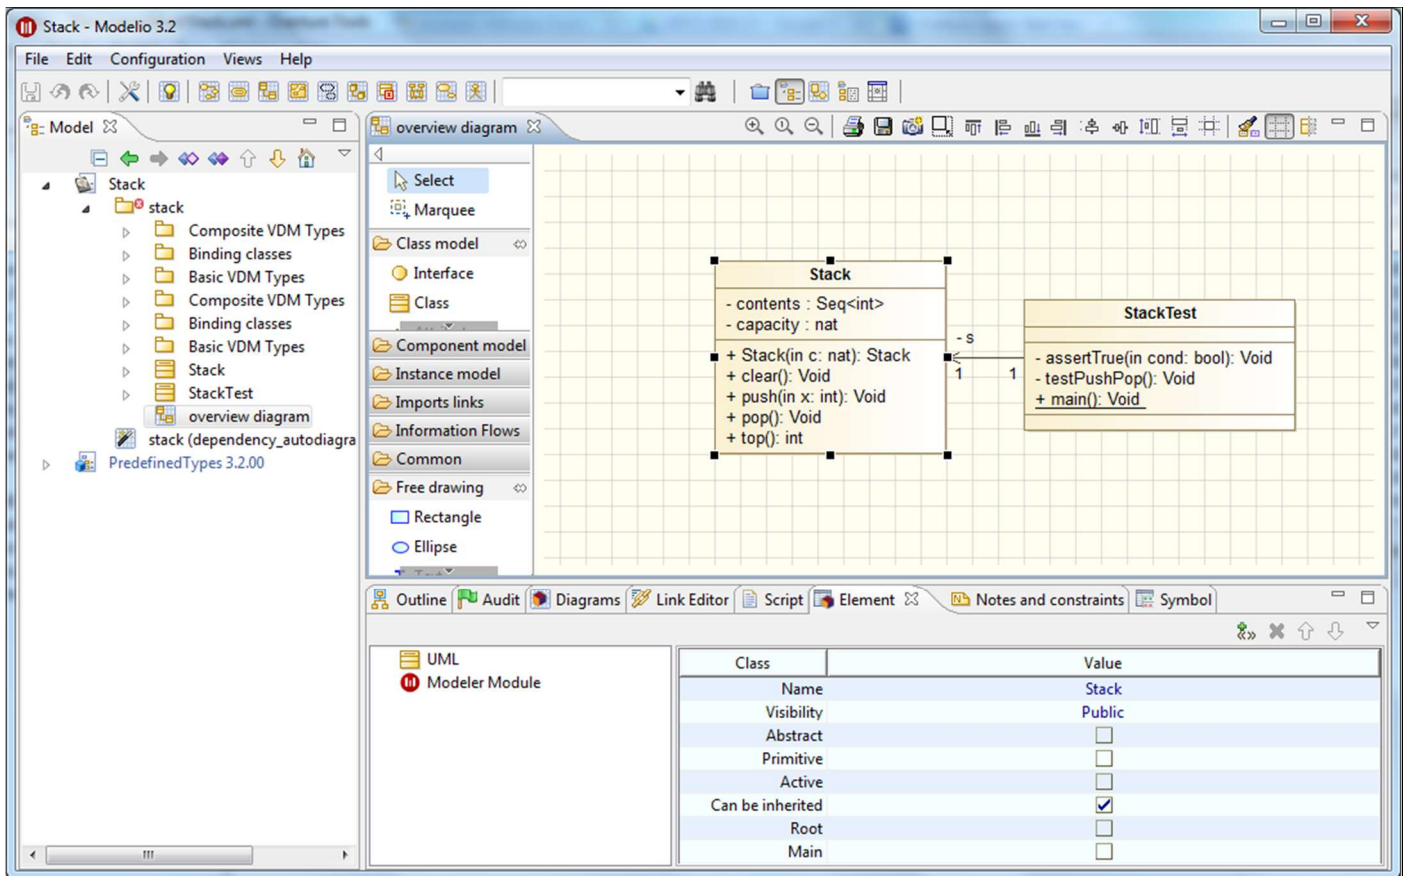 Stack - Modelio 3.2
File Edit Configuration Views Help
Model
Stack
stack
Composite VDM Types
Binding classes
Basic VDM Types
Composite VDM Types
Binding classes
Basic VDM Types
Stack
StackTest
overview diagram
stack (dependency_autodiagra
PredefinedTypes 3.2.00
overview diagram
Select
Marquee
Class model
Interface
Class
Component model
Instance model
Imports links
Information Flows
Common
Free drawing
Rectangle
Ellipse
Stack
- contents : Seq<int>
- capacity : nat
+ Stack(in c: nat): Stack
+ clear(): Void
+ push(in x: int): Void
+ pop(): Void
+ top(): int
- s
1 1
StackTest
- assertTrue(in cond: bool): Void
- testPushPop(): Void
+ main(): Void
Outline Audit Diagrams Link Editor Script Element Notes and constraints Symbol
UML
Modeler Module
Class Value
Name Stack
Visibility Public
Abstract
Primitive
Active
Can be inherited
Root
Main